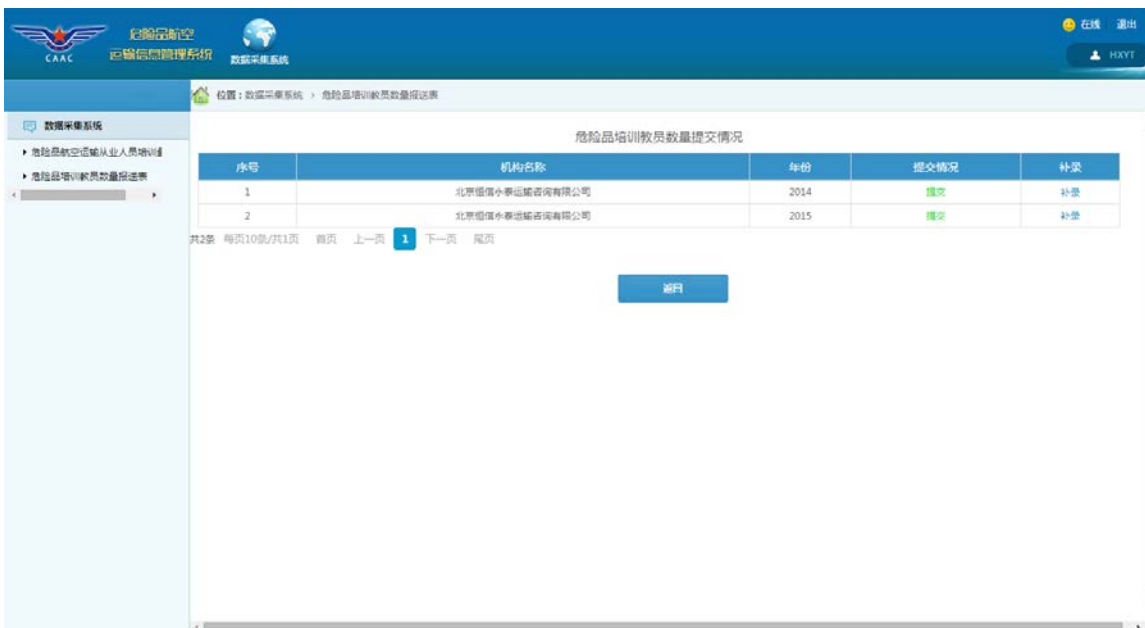 危险品航空
运输信息管理系统
CAAC
数据采集系统
在线 退出
HXYT
位置：数据采集系统 > 危险品培训教员数量报送表
数据采集系统
危险品航空运输从业人员培训
危险品培训教员数量报送表
危险品培训教员数量提交情况
序号 机构名称 年份 提交情况 补录
1 北京恒信永泰运输咨询有限公司 2014 提交 补录
2 北京恒信永泰运输咨询有限公司 2015 提交 补录
共2条 每页10条/共1页 首页 上一页 1 下一页 尾页
返回